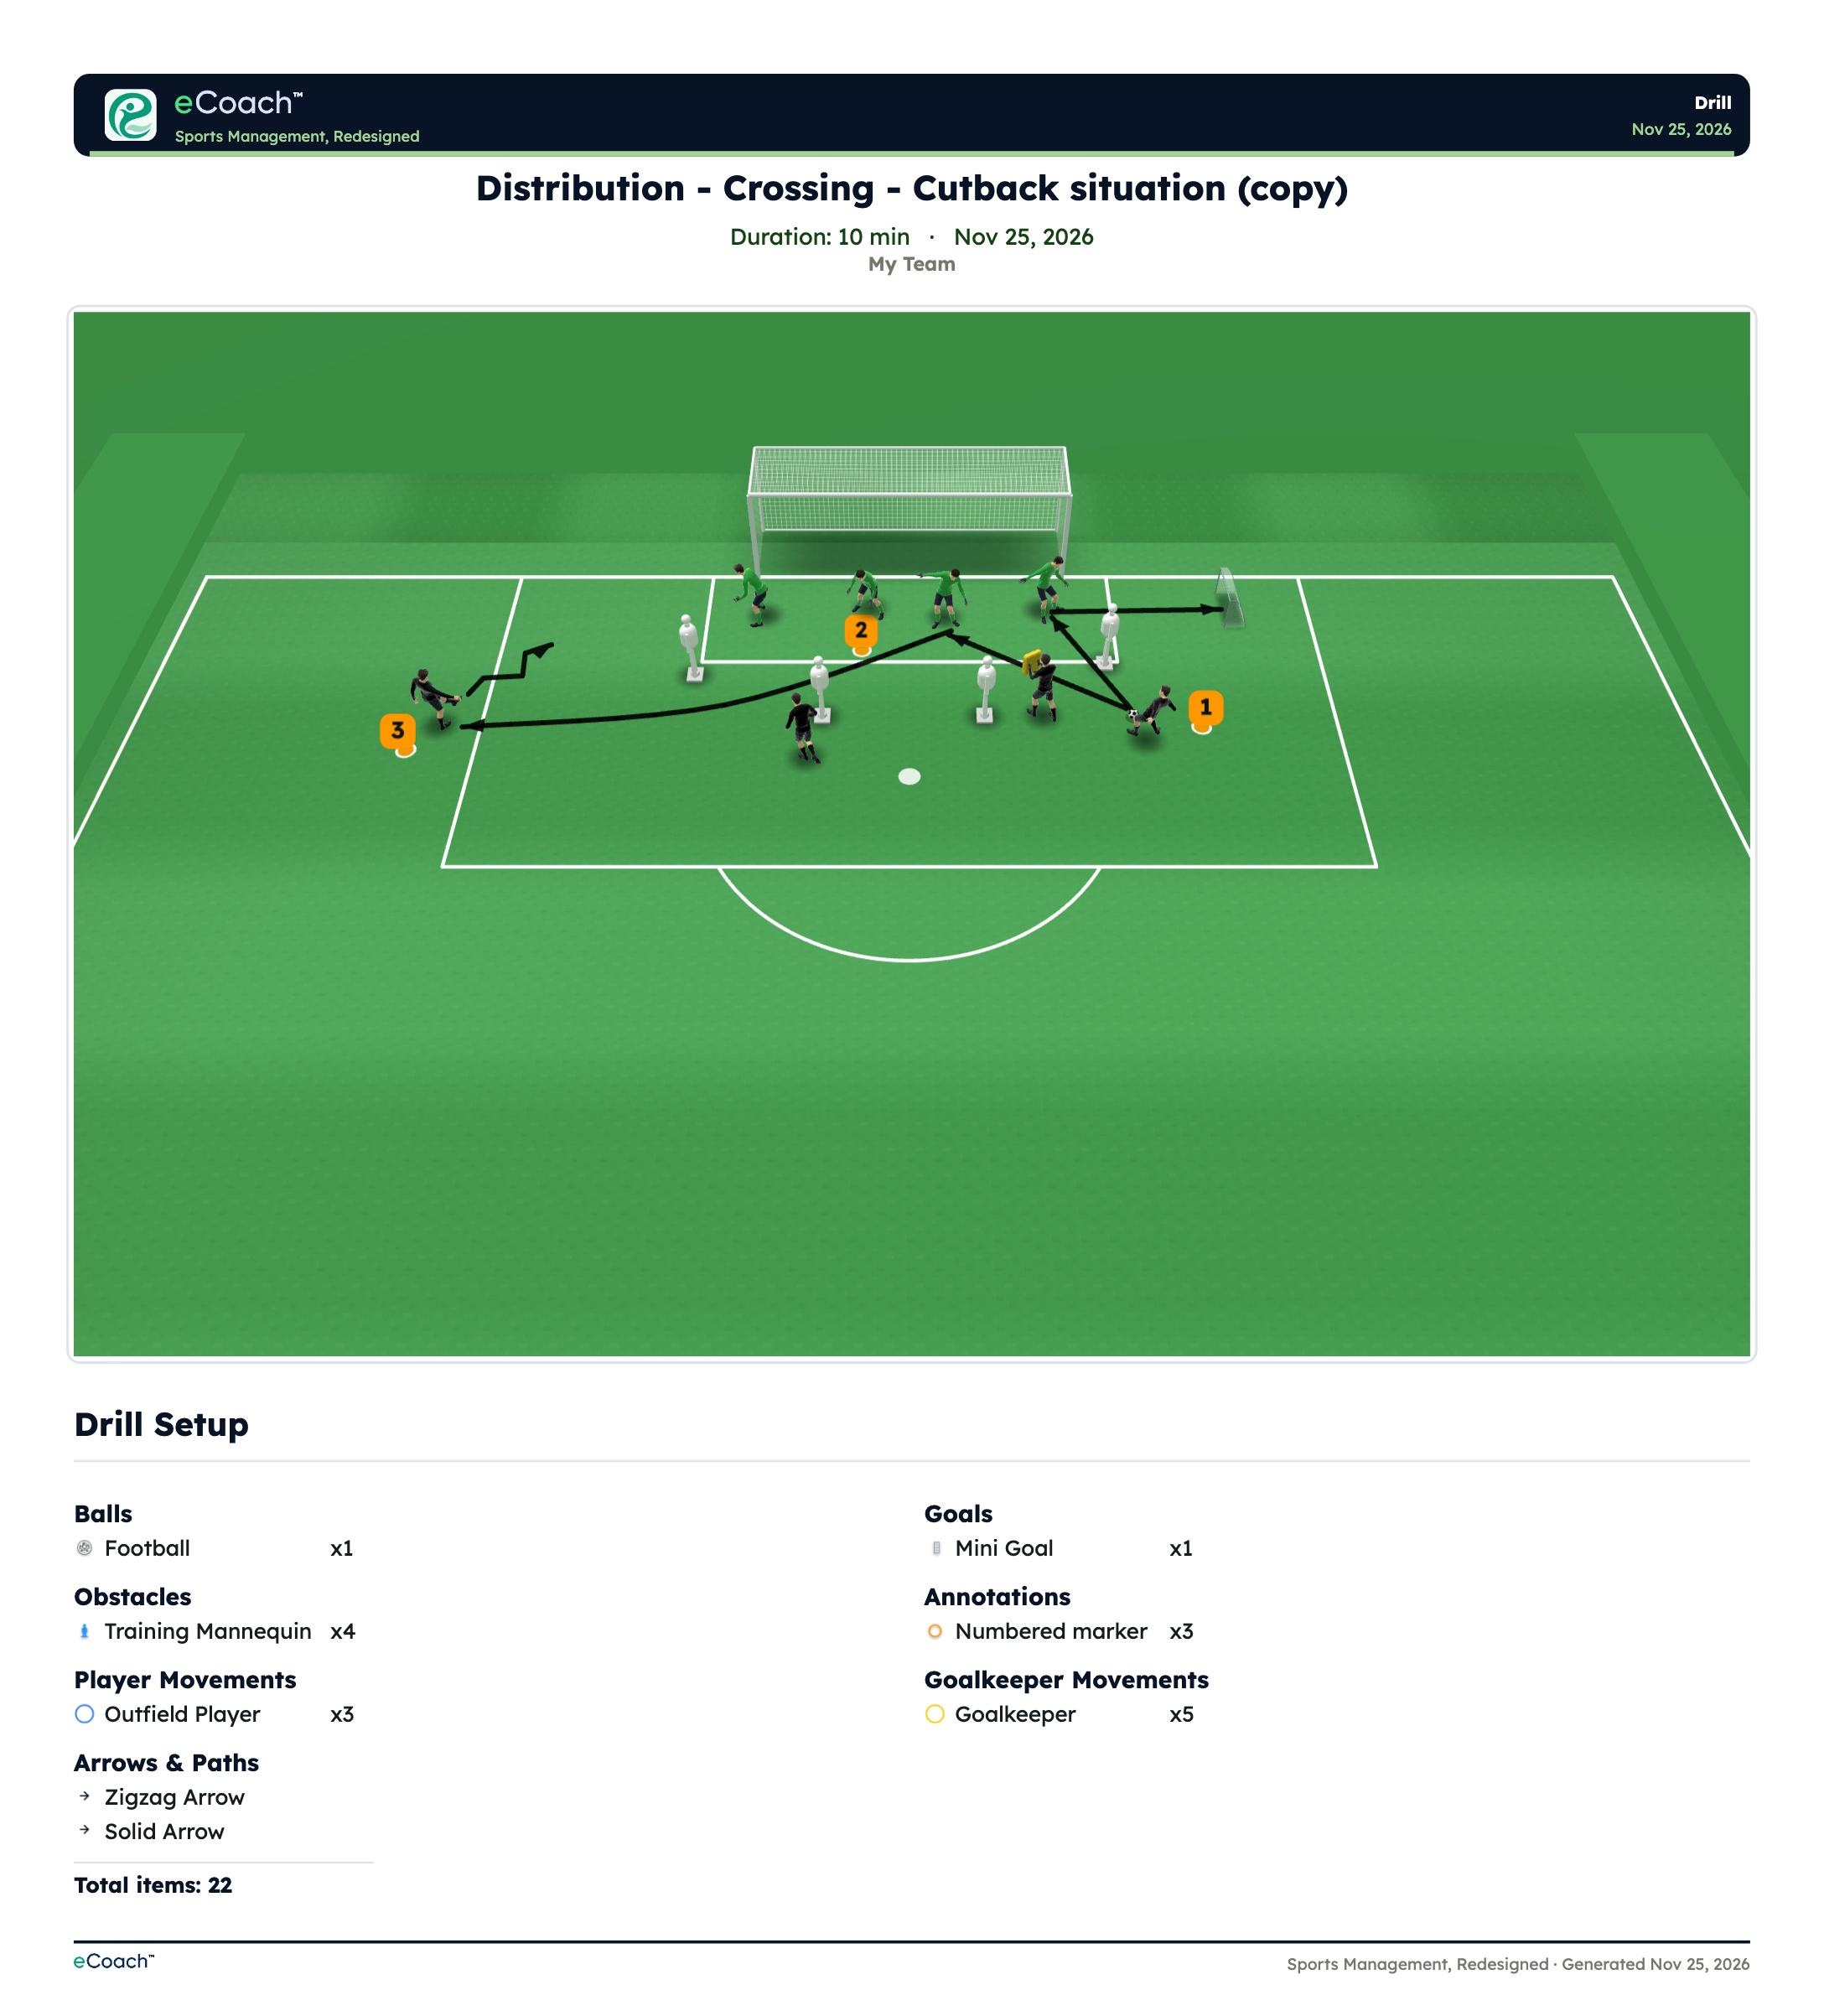 eCoach™
Sports Management, Redesigned
Drill
Nov 25, 2026
Distribution - Crossing - Cutback situation (copy)
Duration: 10 min · Nov 25, 2026
My Team
2
1
3
Drill Setup
Balls
Football x1
Obstacles
Training Mannequin x4
Player Movements
Outfield Player x3
Arrows & Paths
Zigzag Arrow
Solid Arrow
Total items: 22
Goals
Mini Goal x1
Annotations
Numbered marker x3
Goalkeeper Movements
Goalkeeper x5
eCoach™
Sports Management, Redesigned · Generated Nov 25, 2026